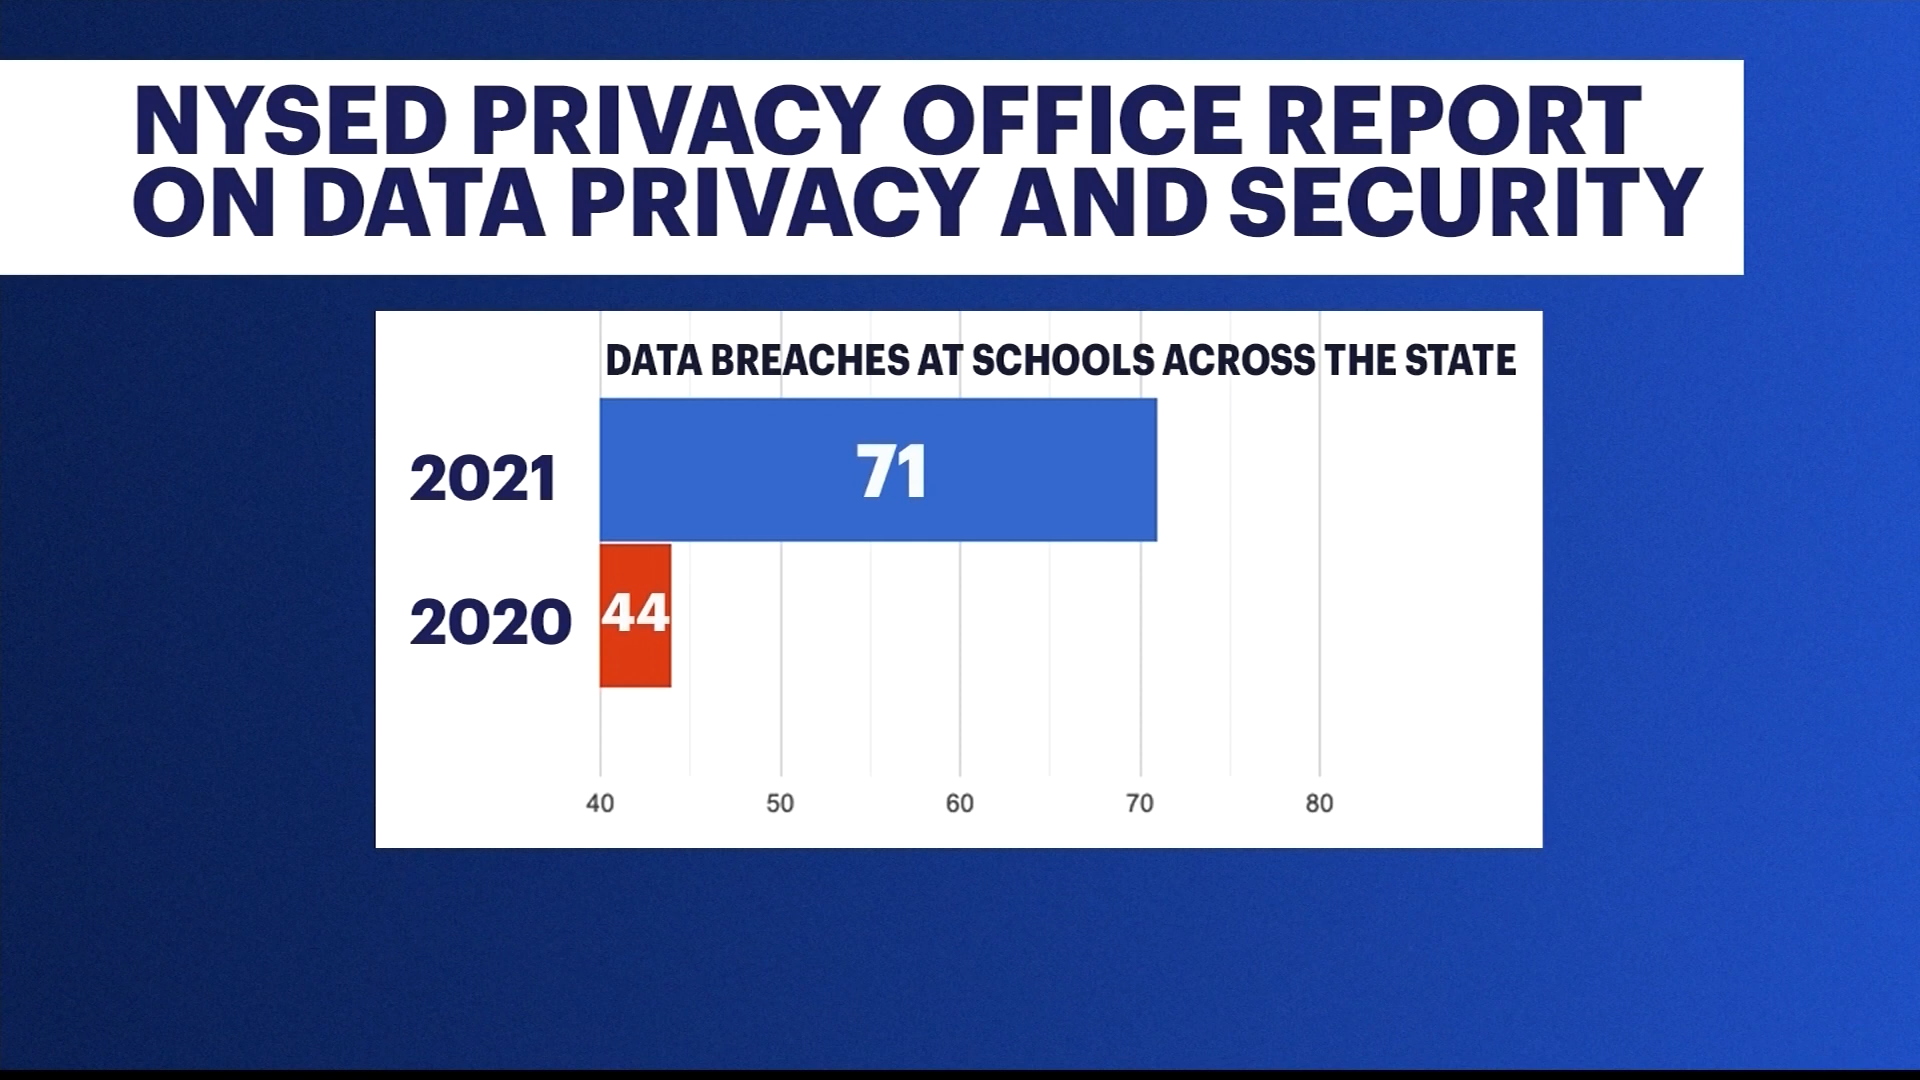 NYSED PRIVACY OFFICE REPORT
ON DATA PRIVACY AND SECURITY
DATA BREACHES AT SCHOOLS ACROSS THE STATE
2021 71
2020 44
40 50 60 70 80